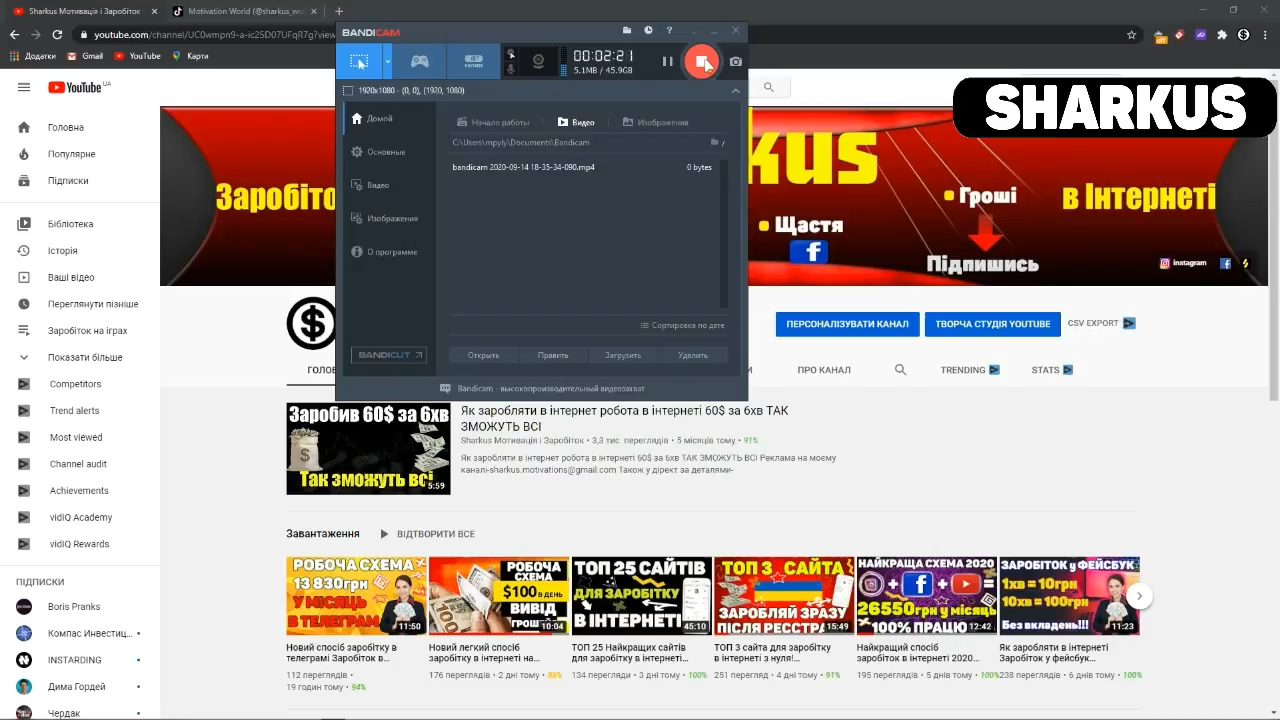 Sharkus Мотивація і Заробіток
Motivation World (@sharkus_wo
youtube.com/channel/UC0wmpn9-a-ic25D07UFqR7g?view
Додатки
Gmail
YouTube
Карти
BANDICAM
00:02:21
5.1MB / 45.9GB
1920x1080 - (0, 0), (1920, 1080)
Домой
Основные
Видео
Изображения
О программе
BANDICUT
Начало работы
Видео
Изображения
C:\Users\mpyly\Documents\Bandicam
bandicam 2020-09-14 18-35-34-090.mp4
0 bytes
Сортировка по дате
Открыть
Править
Загрузить
Удалить
Bandicam - высокопроизводительный видеозахват
YouTube UA
Головна
Популярне
Підписки
Бібліотека
Історія
Ваші відео
Переглянути пізніше
Заробіток на іграх
Показати більше
Competitors
Trend alerts
Most viewed
Channel audit
Achievements
vidIQ Academy
vidIQ Rewards
ПІДПИСКИ
Boris Pranks
Компас Инвестиц...
INSTARDING
Дима Гордей
Чердак
SHARKUS
Заробіто
kus
Щастя
Гроші
в Інтернеті
Підпишись
Instagram
ПЕРСОНАЛІЗУВАТИ КАНАЛ
ТВОРЧА СТУДІЯ YOUTUBE
CSV EXPORT
ГОЛОВ
И
ПРО КАНАЛ
TRENDING
STATS
Заробив 60$ за 6хв
Так зможуть всі
5:59
Як заробляти в інтернет робота в інтернеті 60$ за 6хв ТАК
ЗМОЖУТЬ ВСІ
Sharkus Мотивація і Заробіток • 3,3 тис. переглядів • 5 місяців тому • 91%
Як заробляти в інтернет робота в інтернеті 60$ за 6хв ТАК ЗМОЖУТЬ ВСІ Реклама на моєму
каналі-sharkus.motivations@gmail.com Також у дірект за деталями-
Завантаження
ВІДТВОРИТИ ВСЕ
РОБОЧА СХЕМА
13 830грн
У МІСЯЦЬ
В ТЕЛЕГРАМ
11:50
Новий спосіб заробітку в
телеграмі Заробіток в...
112 переглядів •
19 годин тому • 94%
РОБОЧА
СХЕМА
$100 В ДЕНЬ
ВИВІД
ГРОШ
10:04
Новий легкий спосіб
заробітку в інтернеті на...
176 переглядів • 2 дні тому • 85%
ТОП 25 САЙТІВ
ДЛЯ ЗАРОБІТКУ
В ІНТЕРНЕТІ
45:10
ТОП 25 Найкращих сайтів
для заробітку в інтернеті...
134 перегляди • 3 дні тому • 100%
ТОП 3 САЙТА
ЗАРОБЛЯЙ ЗРАЗУ
ПІСЛЯ РЕЄСТР
15:49
ТОП 3 сайта для заробітку
в інтернеті з нуля!...
251 перегляд • 4 дні тому • 91%
НАЙКРАЩА СХЕМА 2020
26550грн у місяць
100% ПРАЦЮ
12:42
Найкращий спосіб
заробіток в інтернеті 2020...
195 переглядів • 5 днів тому • 100%
ЗАРОБІТОК у ФЕЙСБУК
1хв = 10грн
10хв = 100грн
Без вкладень!!!
11:23
Як заробляти в інтернеті
Заробіток у фейсбук...
238 переглядів • 6 днів тому • 100%